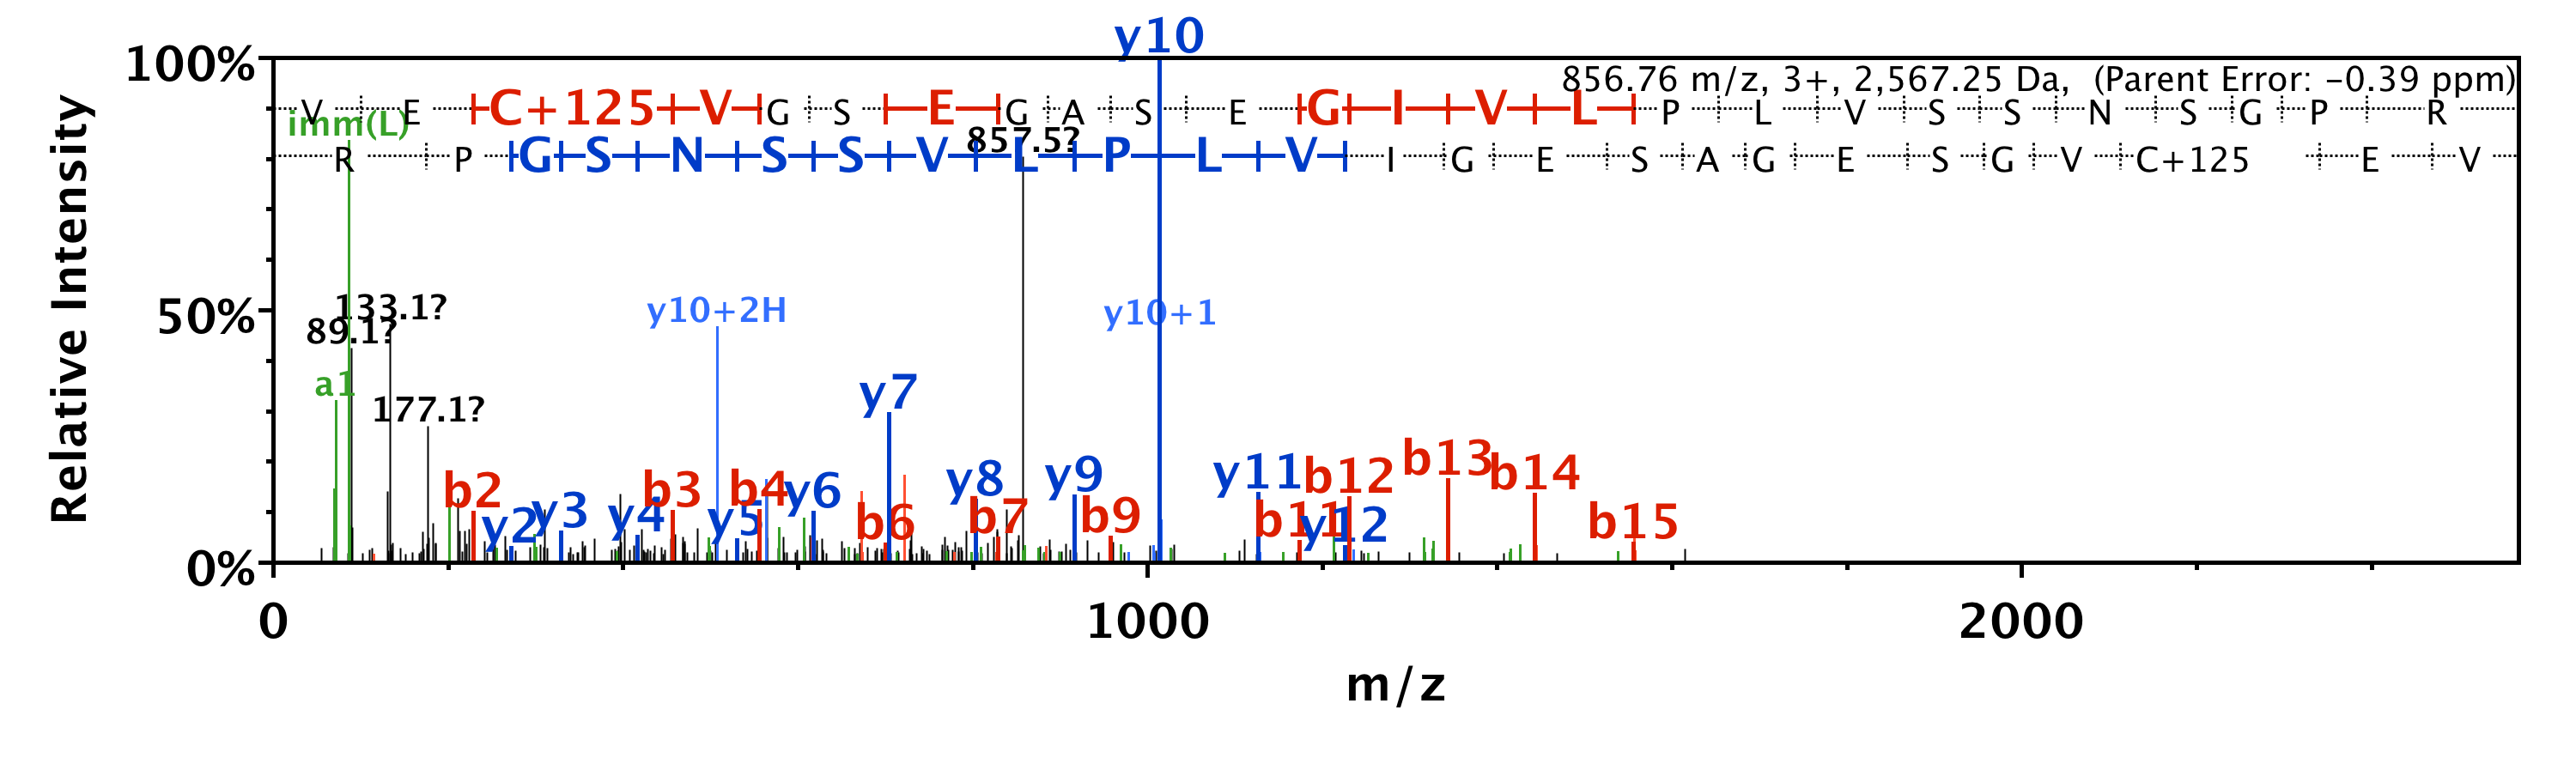 y10
100%
856.76 m/z, 3+, 2,567.25 Da, (Parent Error: −0.39 ppm)
V E C+125 V G S E G A S E G I V L P L V S S N S G P R
imm(L)
857.5?
R P G S N S S V L P L V I G E S A G E S G V C+125 E V
133.1?
89.1?
y10+2H
y10+1
50%
a1
y7
177.1?
b2 y2 y3 y4 b3 y5 b4 y6 b6 y8 b7 y9 b9 y11 b11 y12 b12 b13 b14 b15
0%
0 1000 2000
m/z
Relative Intensity